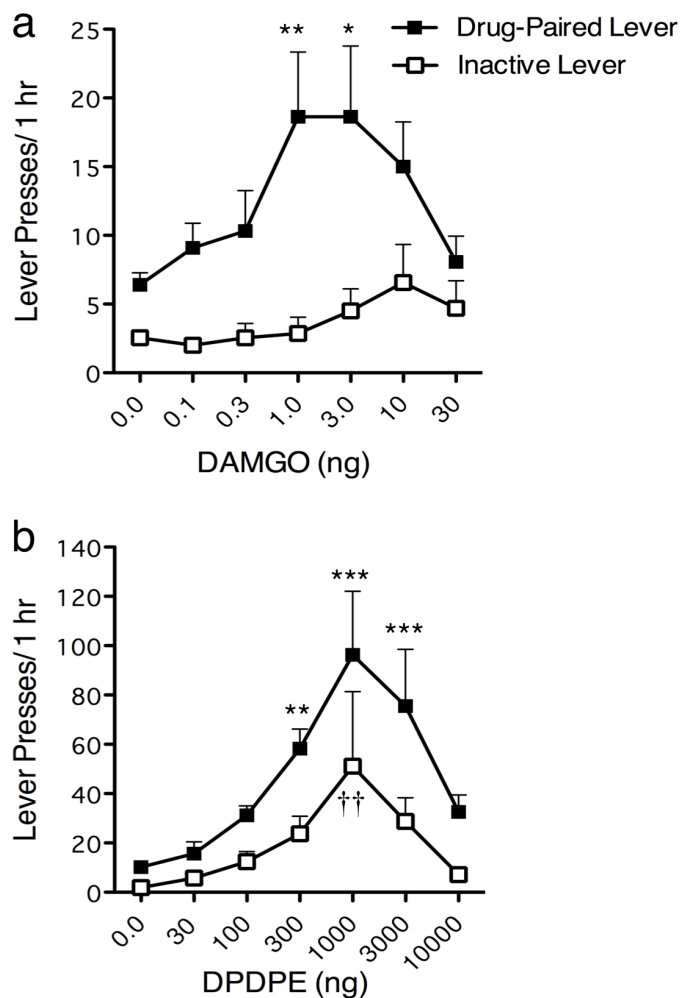 a
25
** *
Drug-Paired Lever
20
Inactive Lever
15
10
5
0
Lever Presses/ 1 hr
0.0 0.1 0.3 1.0 3.0 10 30
DAMGO (ng)
b
140
120
***
100
***
80
**
60
40
††
20
0
Lever Presses/ 1 hr
0.0 30 100 300 1000 3000 10000
DPDPE (ng)